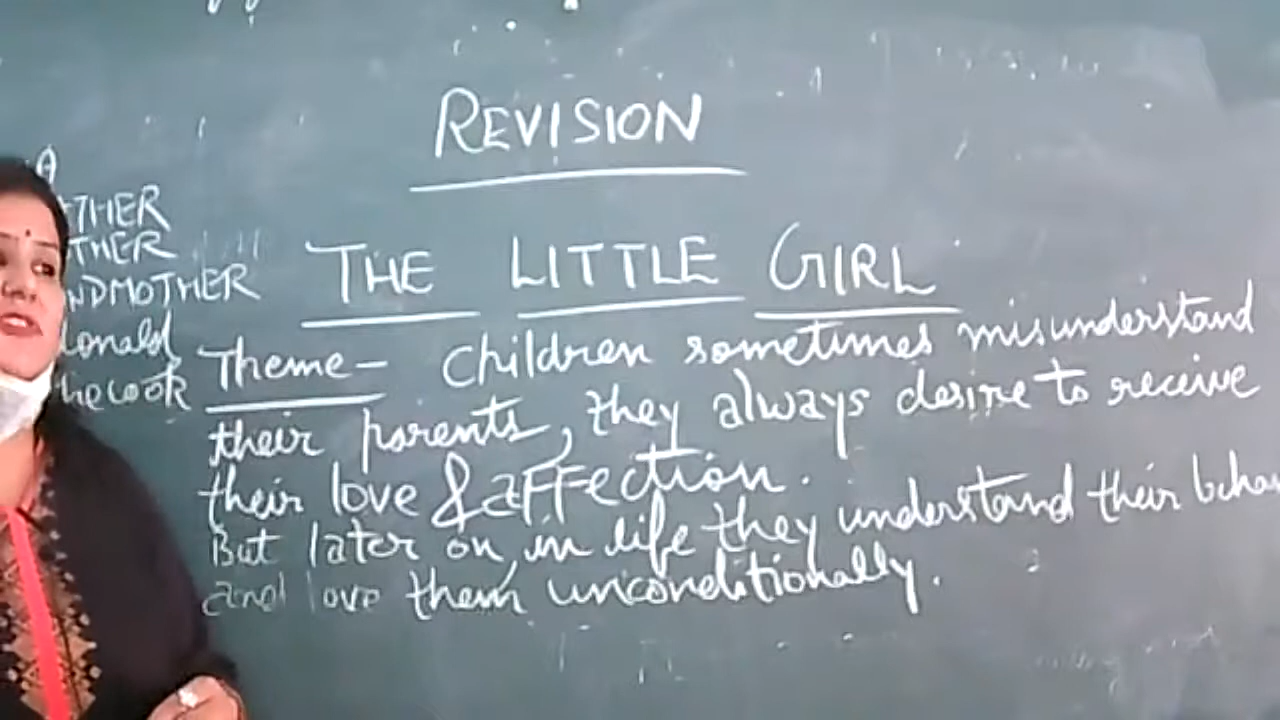 REVISION
THE LITTLE GIRL
THER
THER
NDMOTHER
onald
he cook
Theme - Children sometimes misunderstand
their parents, they always desire to receive
their love & affection.
But later on, in life they understand their behav
and love them unconditionally.